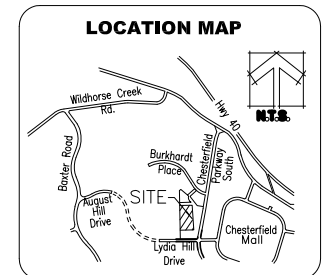 LOCATION MAP
N.T.S.
Wildhorse Creek
Rd.
Hwy 40
Baxter Road
Burkhardt
Place
Chesterfield
Parkway
South
August
Hill
Drive
SITE
Chesterfield
Mall
Lydia Hill
Drive